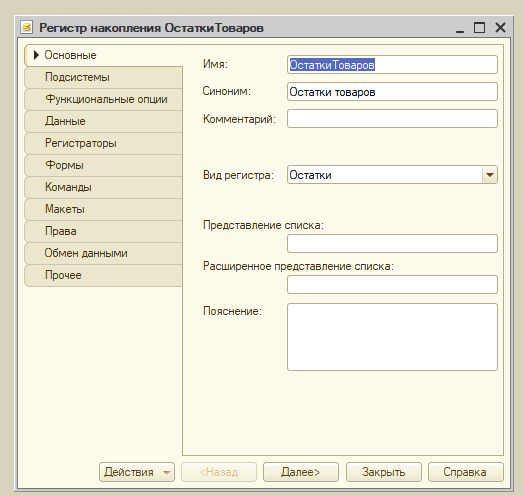 Регистр накопления ОстаткиТоваров
Основные
Подсистемы
Функциональные опции
Данные
Регистраторы
Формы
Команды
Макеты
Права
Обмен данными
Прочее
Имя: ОстаткиТоваров
Синоним: Остатки товаров
Комментарий:
Вид регистра: Остатки
Представление списка:
Расширенное представление списка:
Пояснение:
Действия <Назад Далее> Закрыть Справка